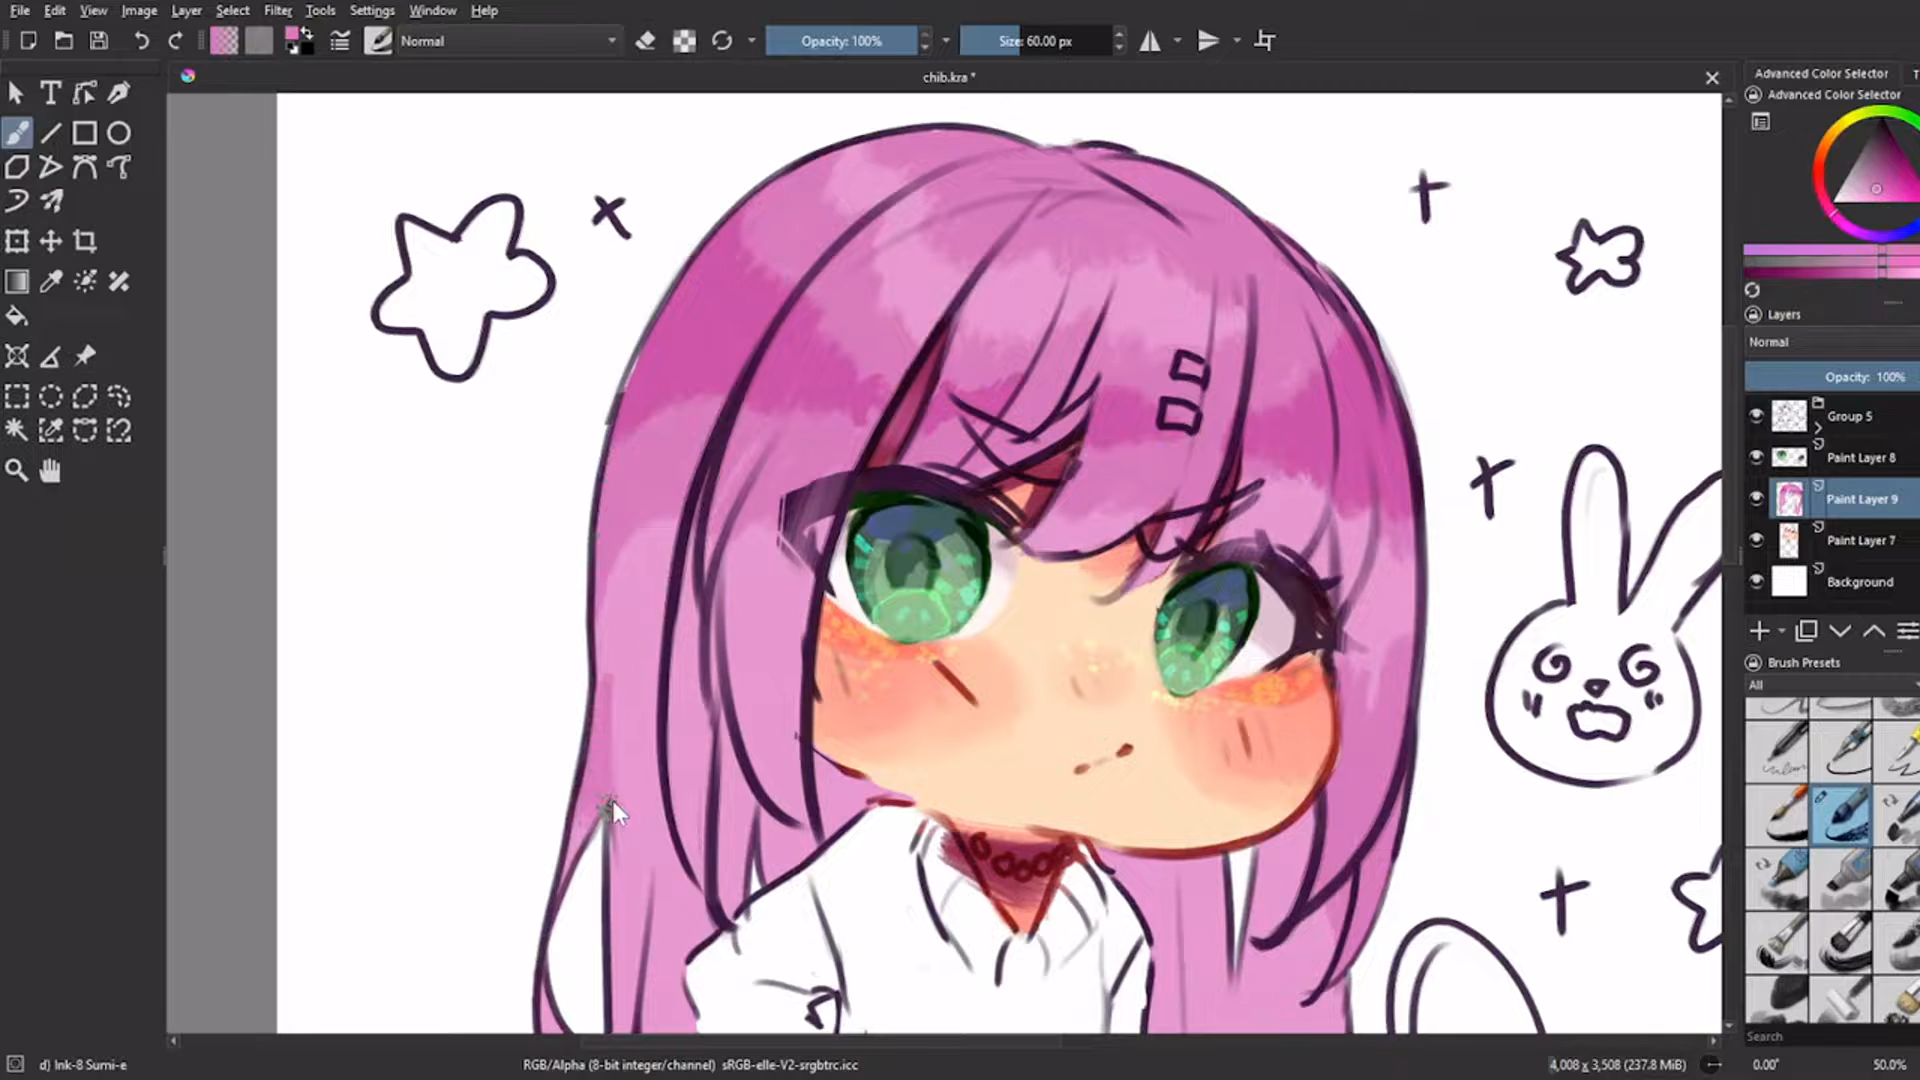 File Edit View Image Layer Select Filter Tools Settings Window Help
Normal
Opacity: 100%
Size: 60.00 px
chib.kra *
Advanced Color Selector
Advanced Color Selector
Layers
Normal
Opacity: 100%
Group 5
Paint Layer 8
Paint Layer 9
Paint Layer 7
Background
Brush Presets
All
Search
d) Ink-8 Sumi-e
RGB/Alpha (8-bit integer/channel) sRGB-elle-V2-srgbtrc.icc
4,008 x 3,508 (237.8 MiB)
0.00°
50.0%